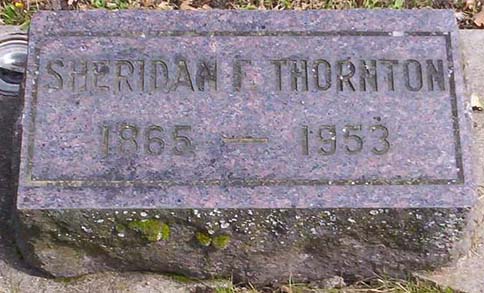 SHERIDAN F. THORNTON
1865 — 1953